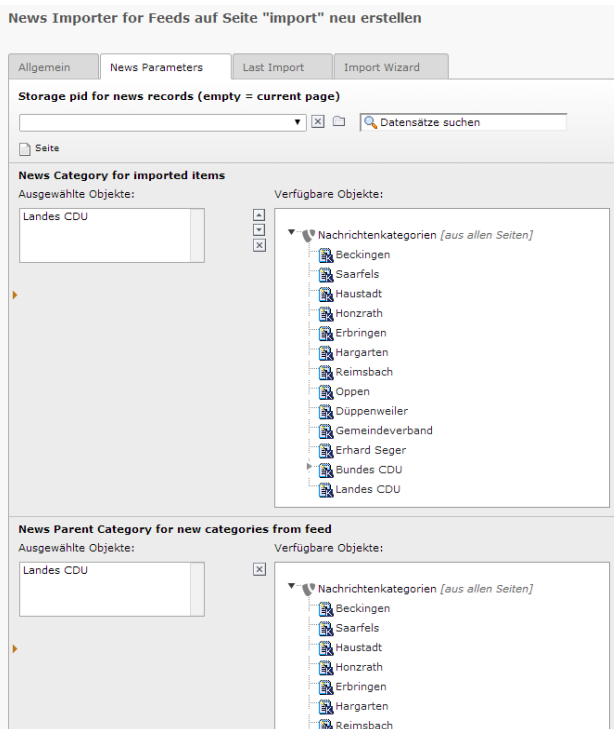 News Importer for Feeds auf Seite "import" neu erstellen
Allgemein News Parameters Last Import Import Wizard
Storage pid for news records (empty = current page)
Datensätze suchen
Seite
News Category for imported items
Ausgewählte Objekte: Verfügbare Objekte:
Landes CDU
Nachrichtenkategorien [aus allen Seiten]
Beckingen
Saarfels
Haustadt
Honzrath
Erbringen
Hargarten
Reimsbach
Oppen
Düppenweiler
Gemeindeverband
Erhard Seger
Bundes CDU
Landes CDU
News Parent Category for new categories from feed
Ausgewählte Objekte: Verfügbare Objekte:
Landes CDU
Nachrichtenkategorien [aus allen Seiten]
Beckingen
Saarfels
Haustadt
Honzrath
Erbringen
Hargarten
Reimsbach